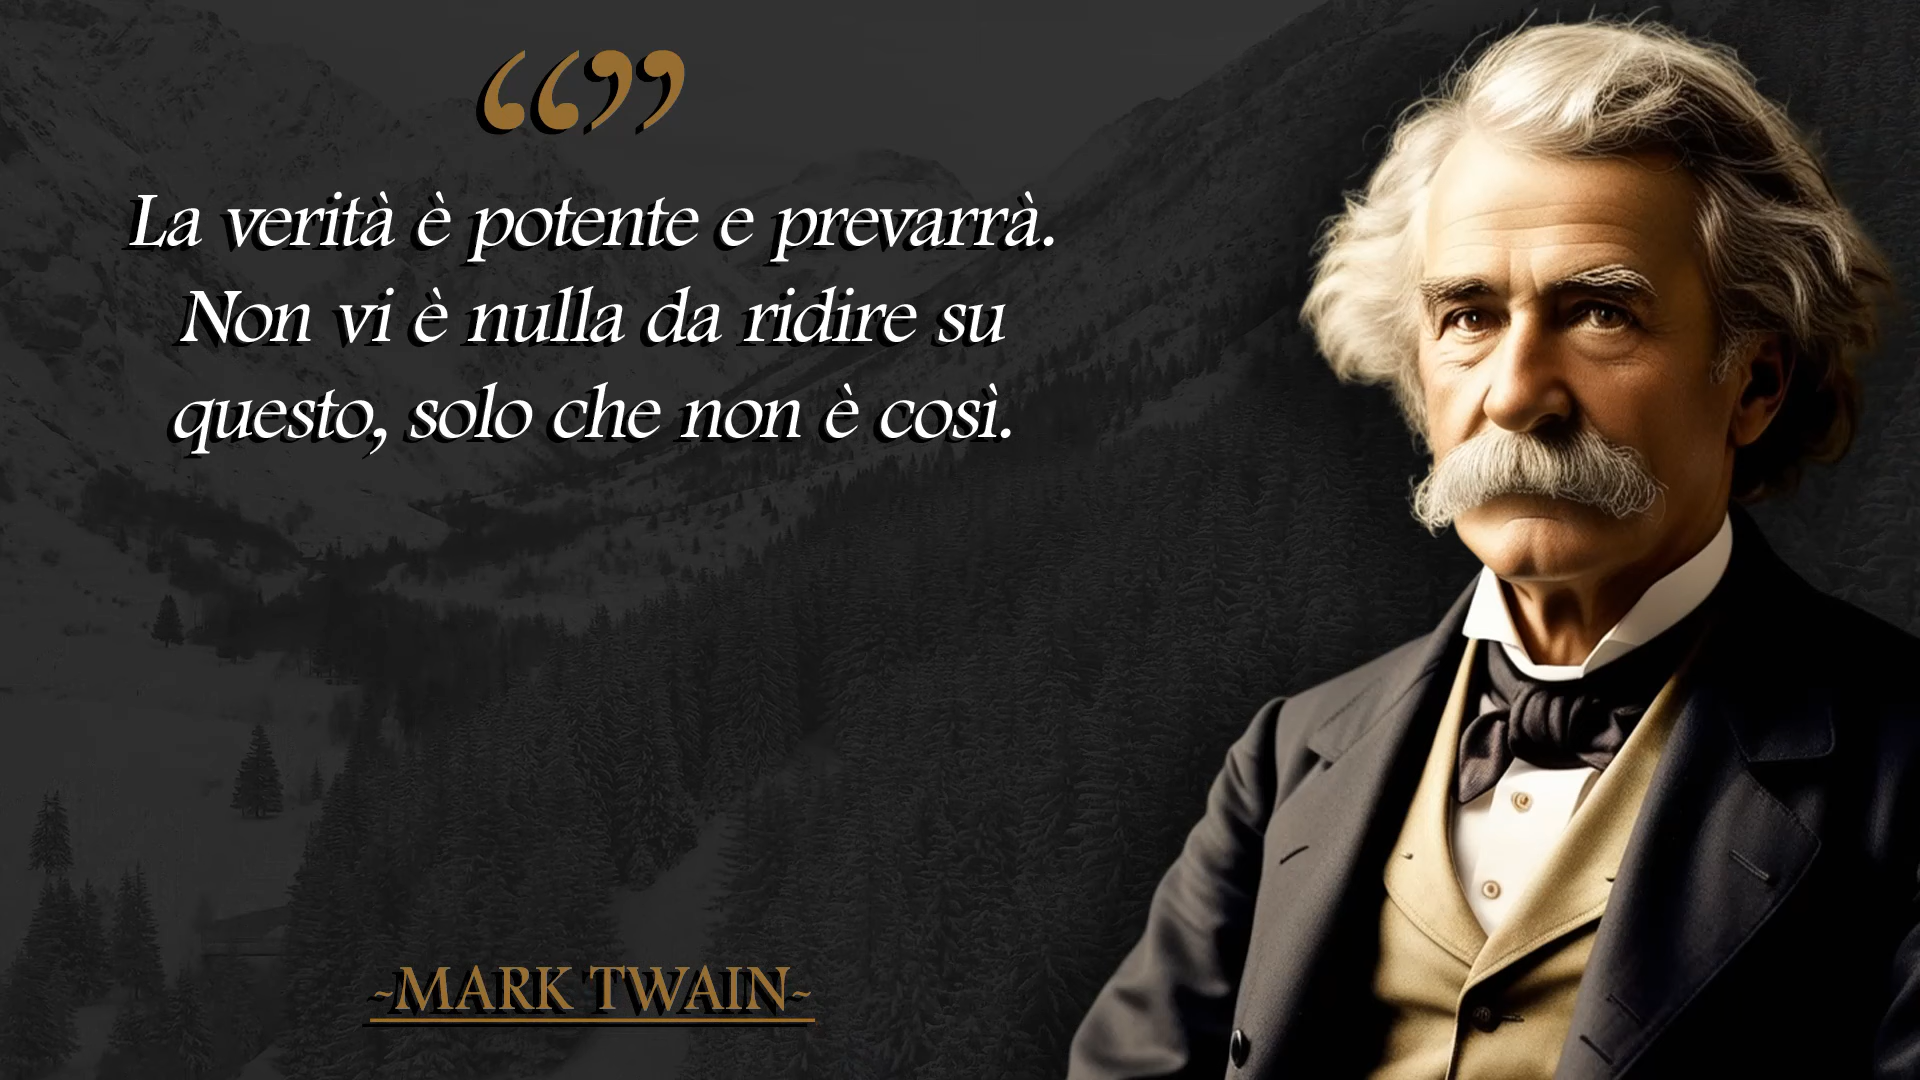 “”
La verità è potente e prevarrà.
Non vi è nulla da ridire su
questo, solo che non è così.
-MARK TWAIN-